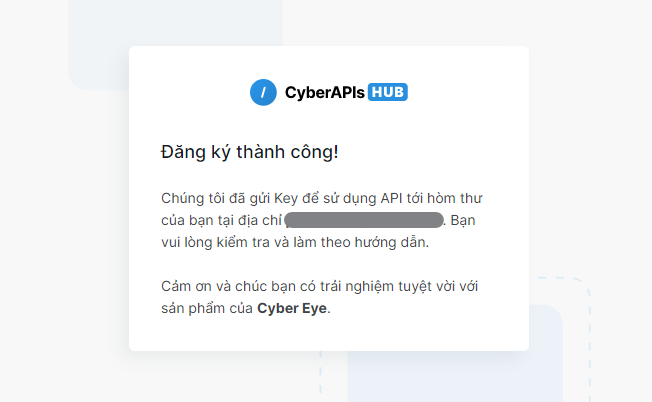 / CyberAPIs HUB
Đăng ký thành công!
Chúng tôi đã gửi Key để sử dụng API tới hòm thư
của bạn tại địa chỉ . Bạn
vui lòng kiểm tra và làm theo hướng dẫn.
Cảm ơn và chúc bạn có trải nghiệm tuyệt vời với
sản phẩm của Cyber Eye.